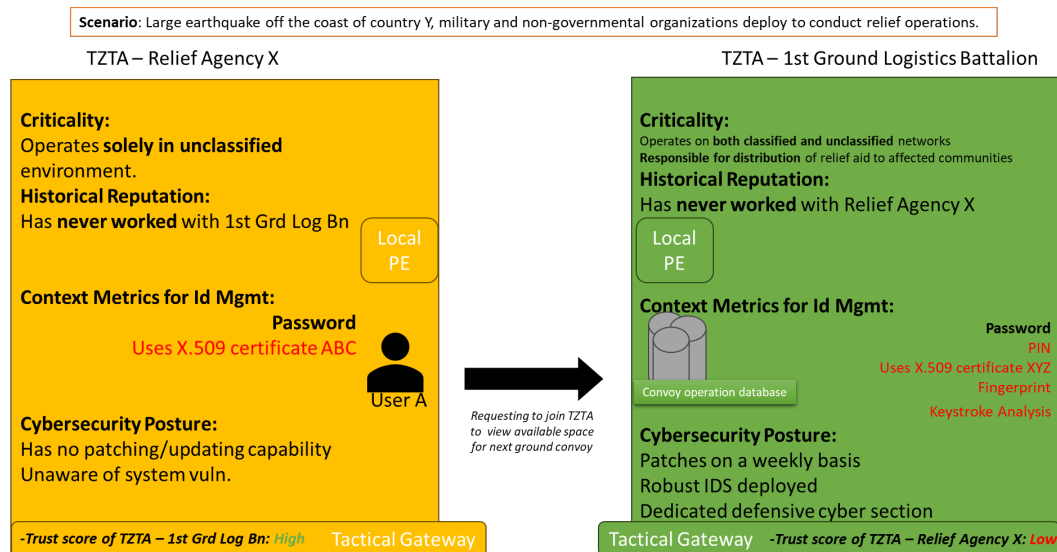 Scenario: Large earthquake off the coast of country Y, military and non-governmental organizations deploy to conduct relief operations.
TZTA – Relief Agency X
Criticality:
Operates solely in unclassified
environment.
Historical Reputation:
Has never worked with 1st Grd Log Bn
Local
PE
Context Metrics for Id Mgmt:
Password
Uses X.509 certificate ABC
User A
Cybersecurity Posture:
Has no patching/updating capability
Unaware of system vuln.
-Trust score of TZTA – 1st Grd Log Bn: High
Tactical Gateway
Requesting to join TZTA
to view available space
for next ground convoy
TZTA – 1st Ground Logistics Battalion
Criticality:
Operates on both classified and unclassified networks
Responsible for distribution of relief aid to affected communities
Historical Reputation:
Has never worked with Relief Agency X
Local
PE
Context Metrics for Id Mgmt:
Password
PIN
Uses X.509 certificate XYZ
Fingerprint
Keystroke Analysis
Convoy operation database
Cybersecurity Posture:
Patches on a weekly basis
Robust IDS deployed
Dedicated defensive cyber section
Tactical Gateway
-Trust score of TZTA – Relief Agency X: Low